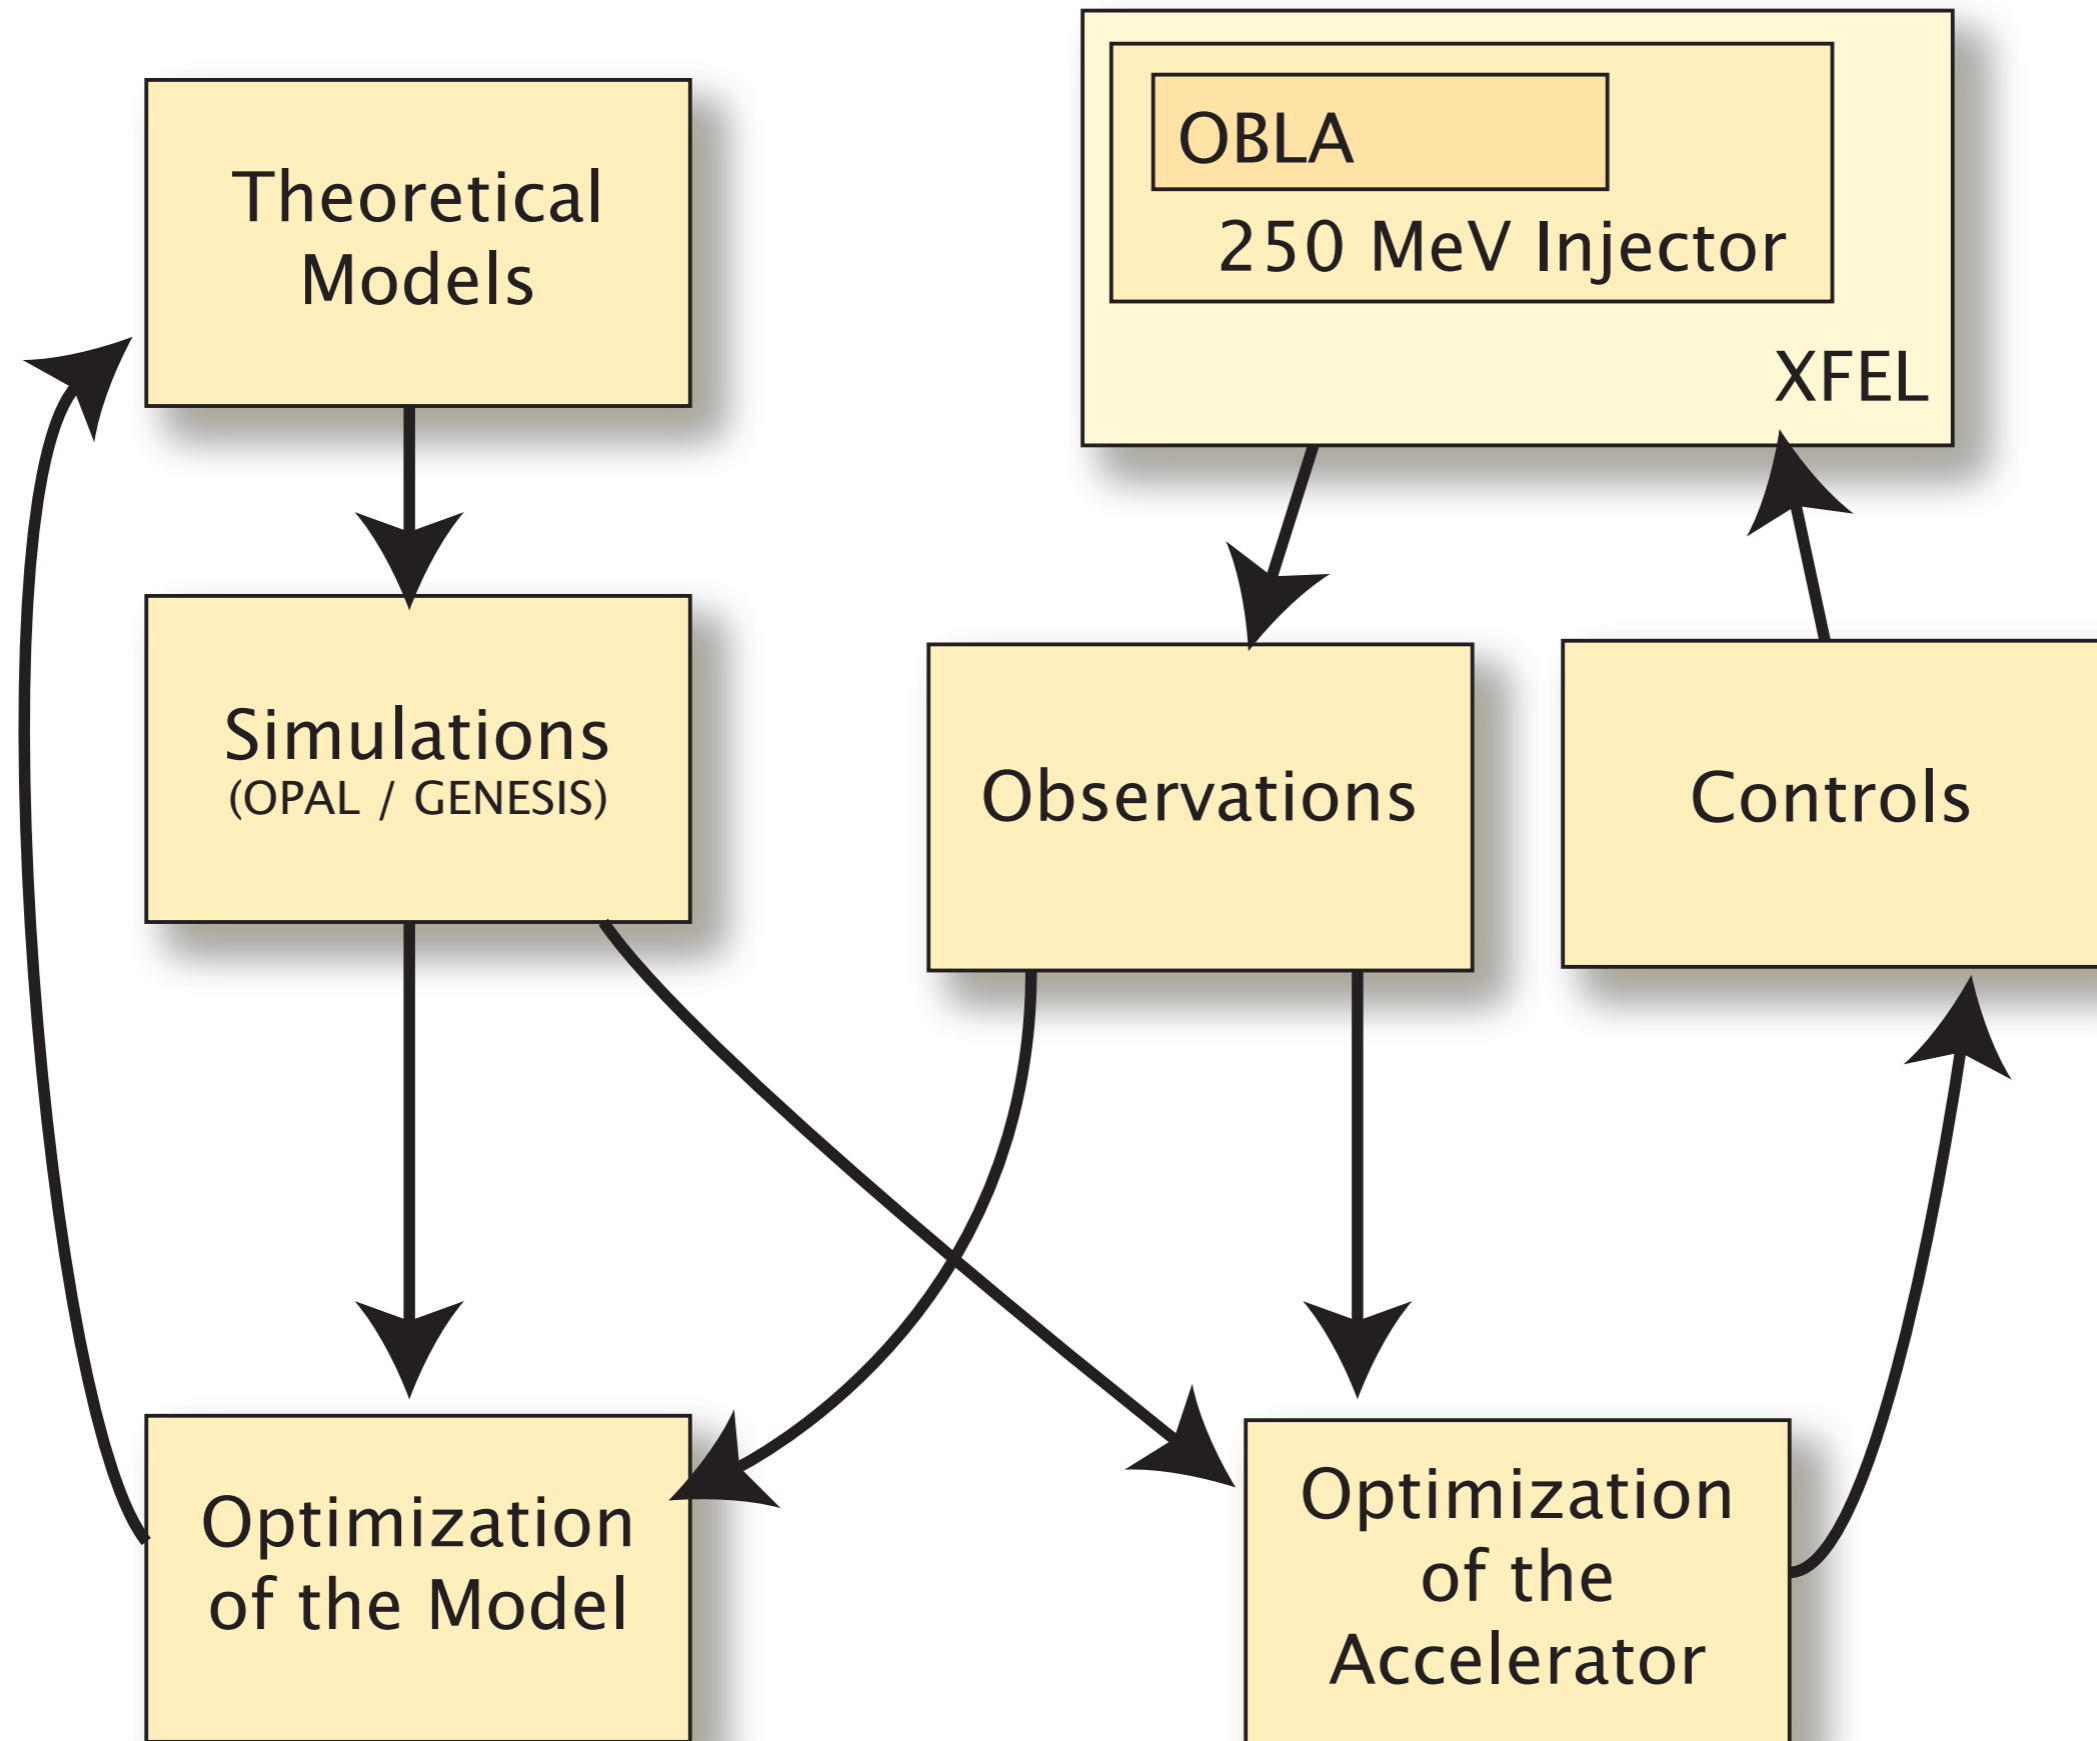 Theoretical
Models
OBLA
250 MeV Injector
XFEL
Simulations
(OPAL / GENESIS)
Observations
Controls
Optimization
of the Model
Optimization
of the
Accelerator